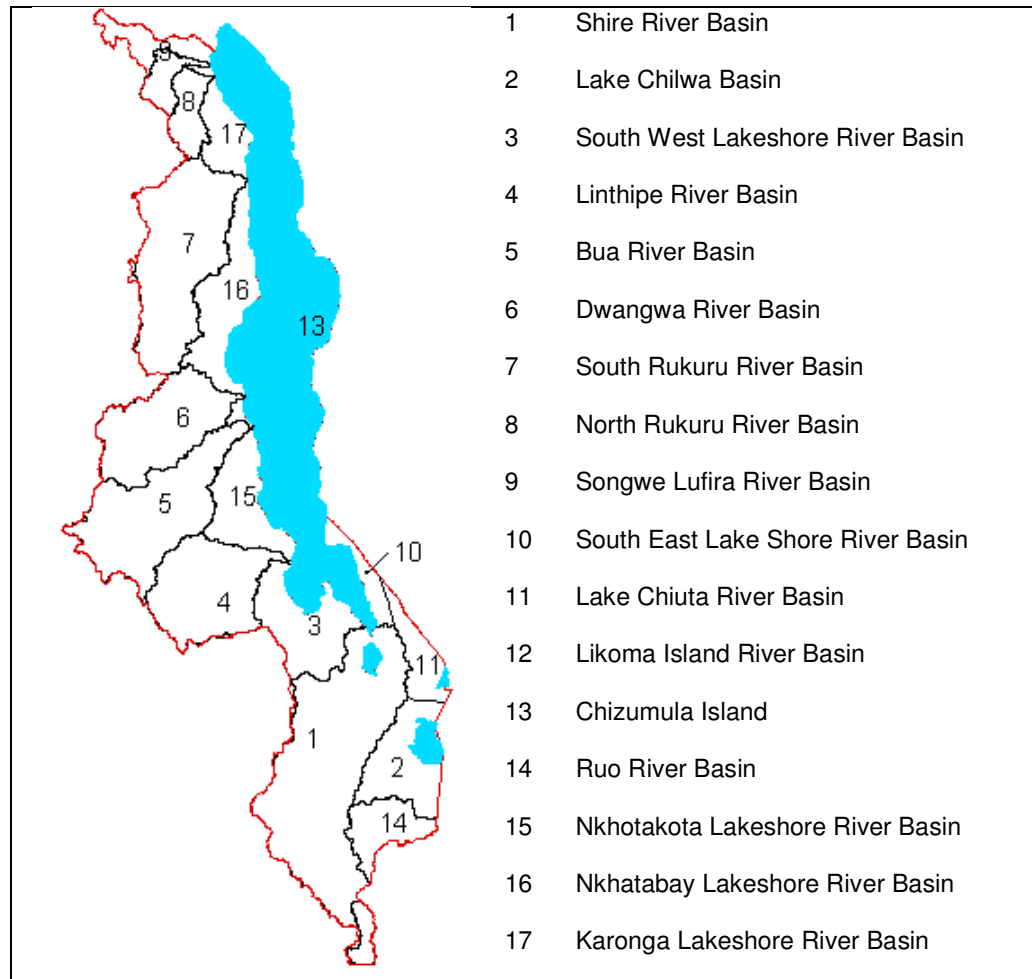 1 Shire River Basin
2 Lake Chilwa Basin
3 South West Lakeshore River Basin
4 Linthipe River Basin
5 Bua River Basin
6 Dwangwa River Basin
7 South Rukuru River Basin
8 North Rukuru River Basin
9 Songwe Lufira River Basin
10 South East Lake Shore River Basin
11 Lake Chiuta River Basin
12 Likoma Island River Basin
13 Chizumula Island
14 Ruo River Basin
15 Nkhotakota Lakeshore River Basin
16 Nkhatabay Lakeshore River Basin
17 Karonga Lakeshore River Basin
9
8
17
7
16
13
6
15
5
10
4
3
11
1
2
14